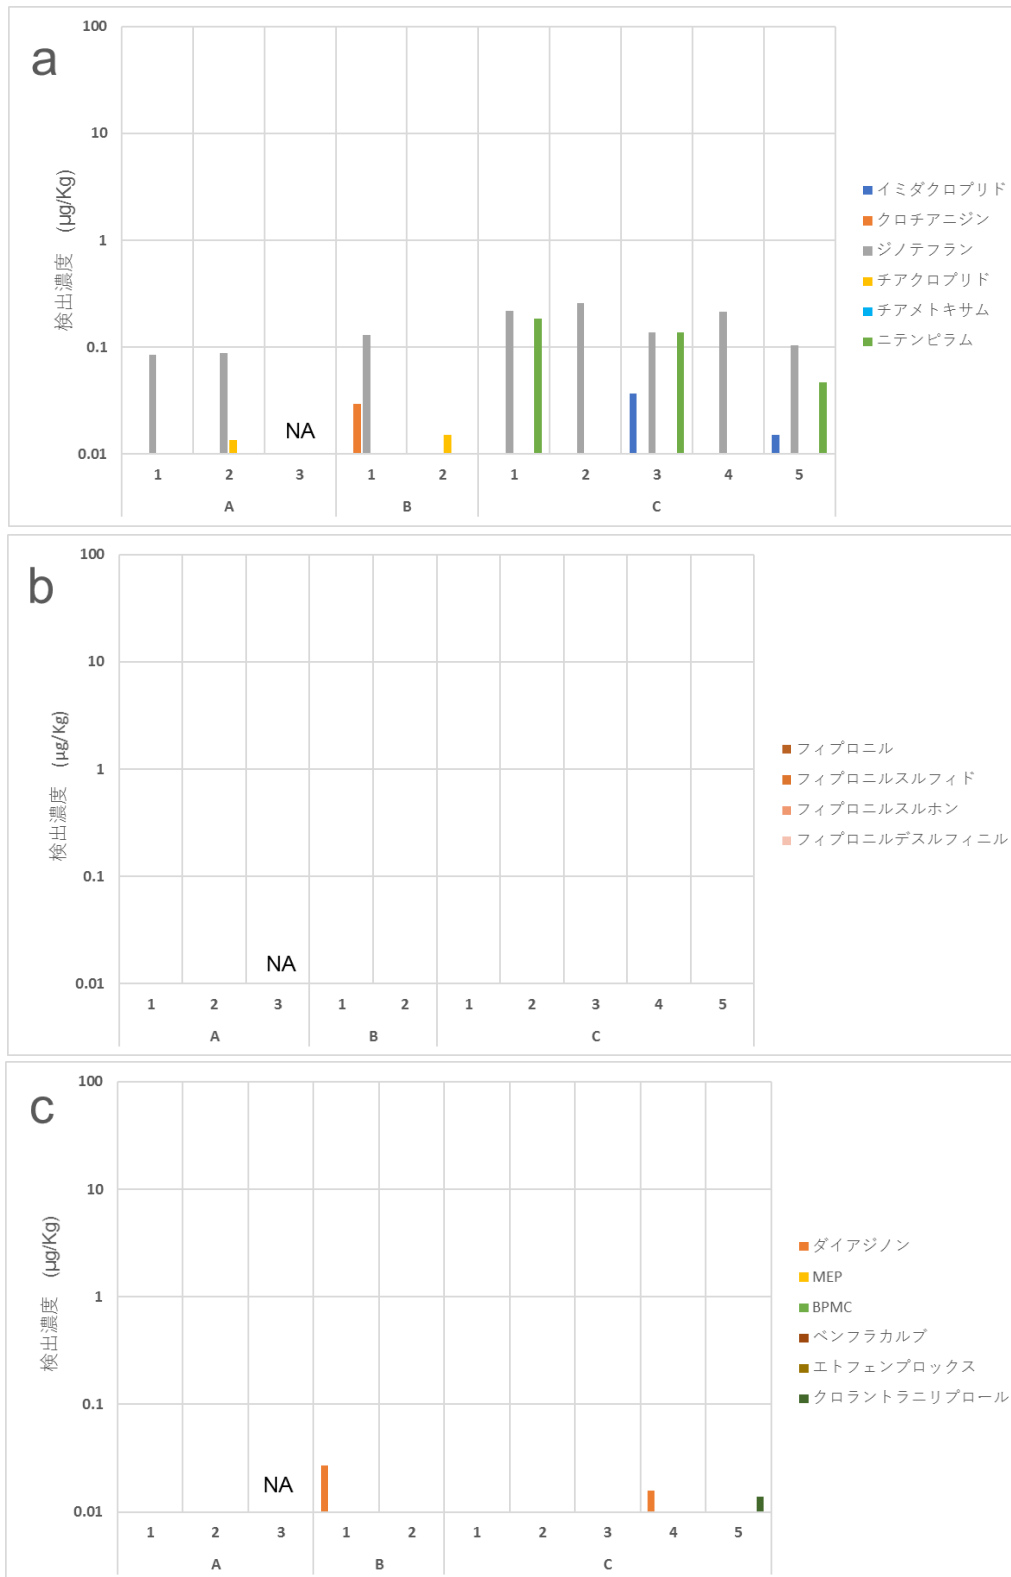 a
100
10
1
0.1
0.01
検出濃度 (μg/Kg)
NA
1 2 3 1 2 1 2 3 4 5
A B C
イミダクロプリド
クロチアニジン
ジノテフラン
チアクロプリド
チアメトキサム
ニテンピラム
b
100
10
1
0.1
0.01
検出濃度 (μg/Kg)
NA
1 2 3 1 2 1 2 3 4 5
A B C
フィプロニル
フィプロニルスルフィド
フィプロニルスルホン
フィプロニルデスルフィニル
c
100
10
1
0.1
0.01
検出濃度 (μg/Kg)
NA
1 2 3 1 2 1 2 3 4 5
A B C
ダイアジノン
MEP
BPMC
ベンフラカルブ
エトフェンプロックス
クロラントラニリプロール